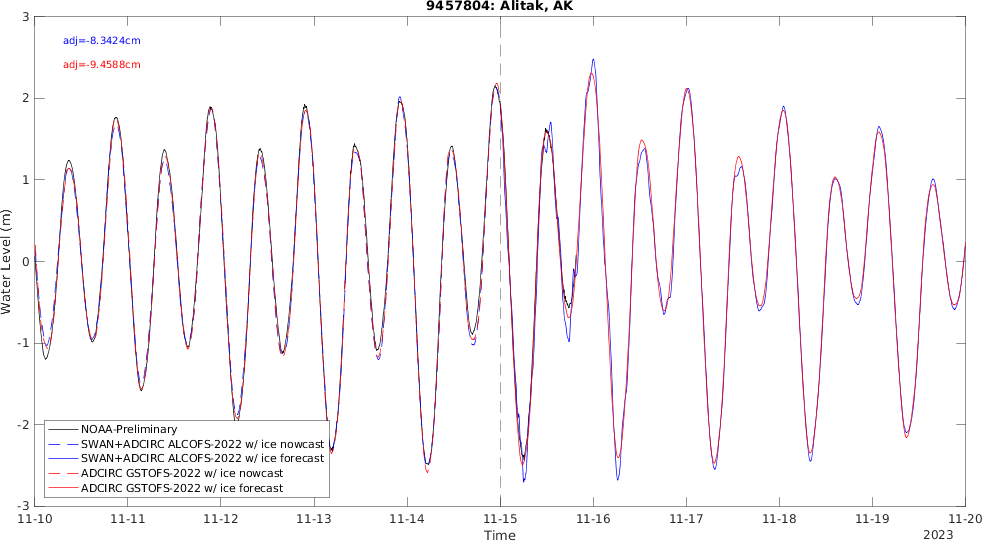 9457804: Alitak, AK
adj=-8.3424cm
adj=-9.4588cm
3
2
1
0
-1
-2
-3
Water Level (m)
NOAA-Preliminary
SWAN+ADCIRC ALCOFS-2022 w/ ice nowcast
SWAN+ADCIRC ALCOFS-2022 w/ ice forecast
ADCIRC GSTOFS-2022 w/ ice nowcast
ADCIRC GSTOFS-2022 w/ ice forecast
11-10 11-11 11-12 11-13 11-14 11-15 11-16 11-17 11-18 11-19 11-20
Time
2023